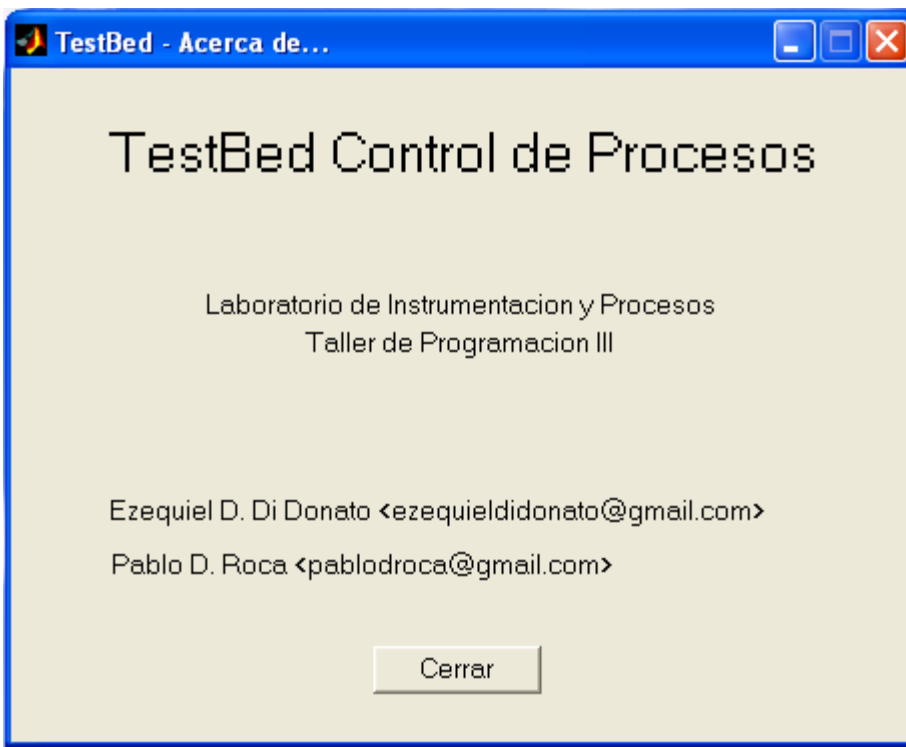 TestBed - Acerca de...
TestBed Control de Procesos
Laboratorio de Instrumentacion y Procesos
Taller de Programacion III
Ezequiel D. Di Donato <ezequieldidonato@gmail.com>
Pablo D. Roca <pablodroca@gmail.com>
Cerrar